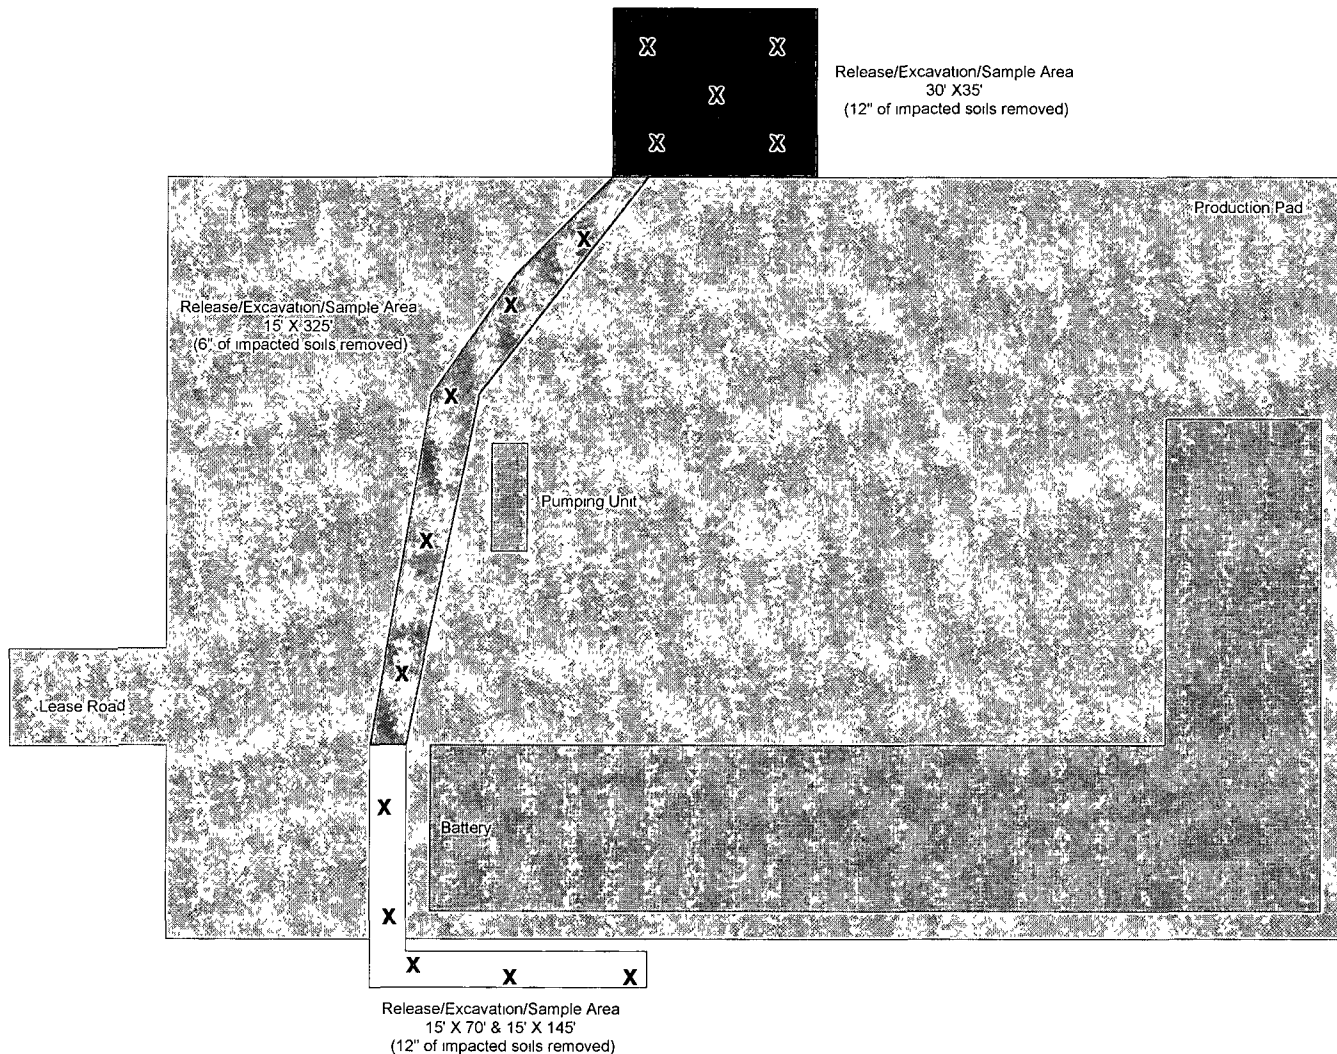 X X
X
X X
Release/Excavation/Sample Area
30' X35'
(12" of impacted soils removed)
Production Pad
X
X
Release/Excavation/Sample Area
15' X 325'
(6" of impacted soils removed)
X
Pumping Unit
X
X
Lease Road
X
Battery
X
X X X
Release/Excavation/Sample Area
15' X 70' & 15' X 145'
(12" of impacted soils removed)